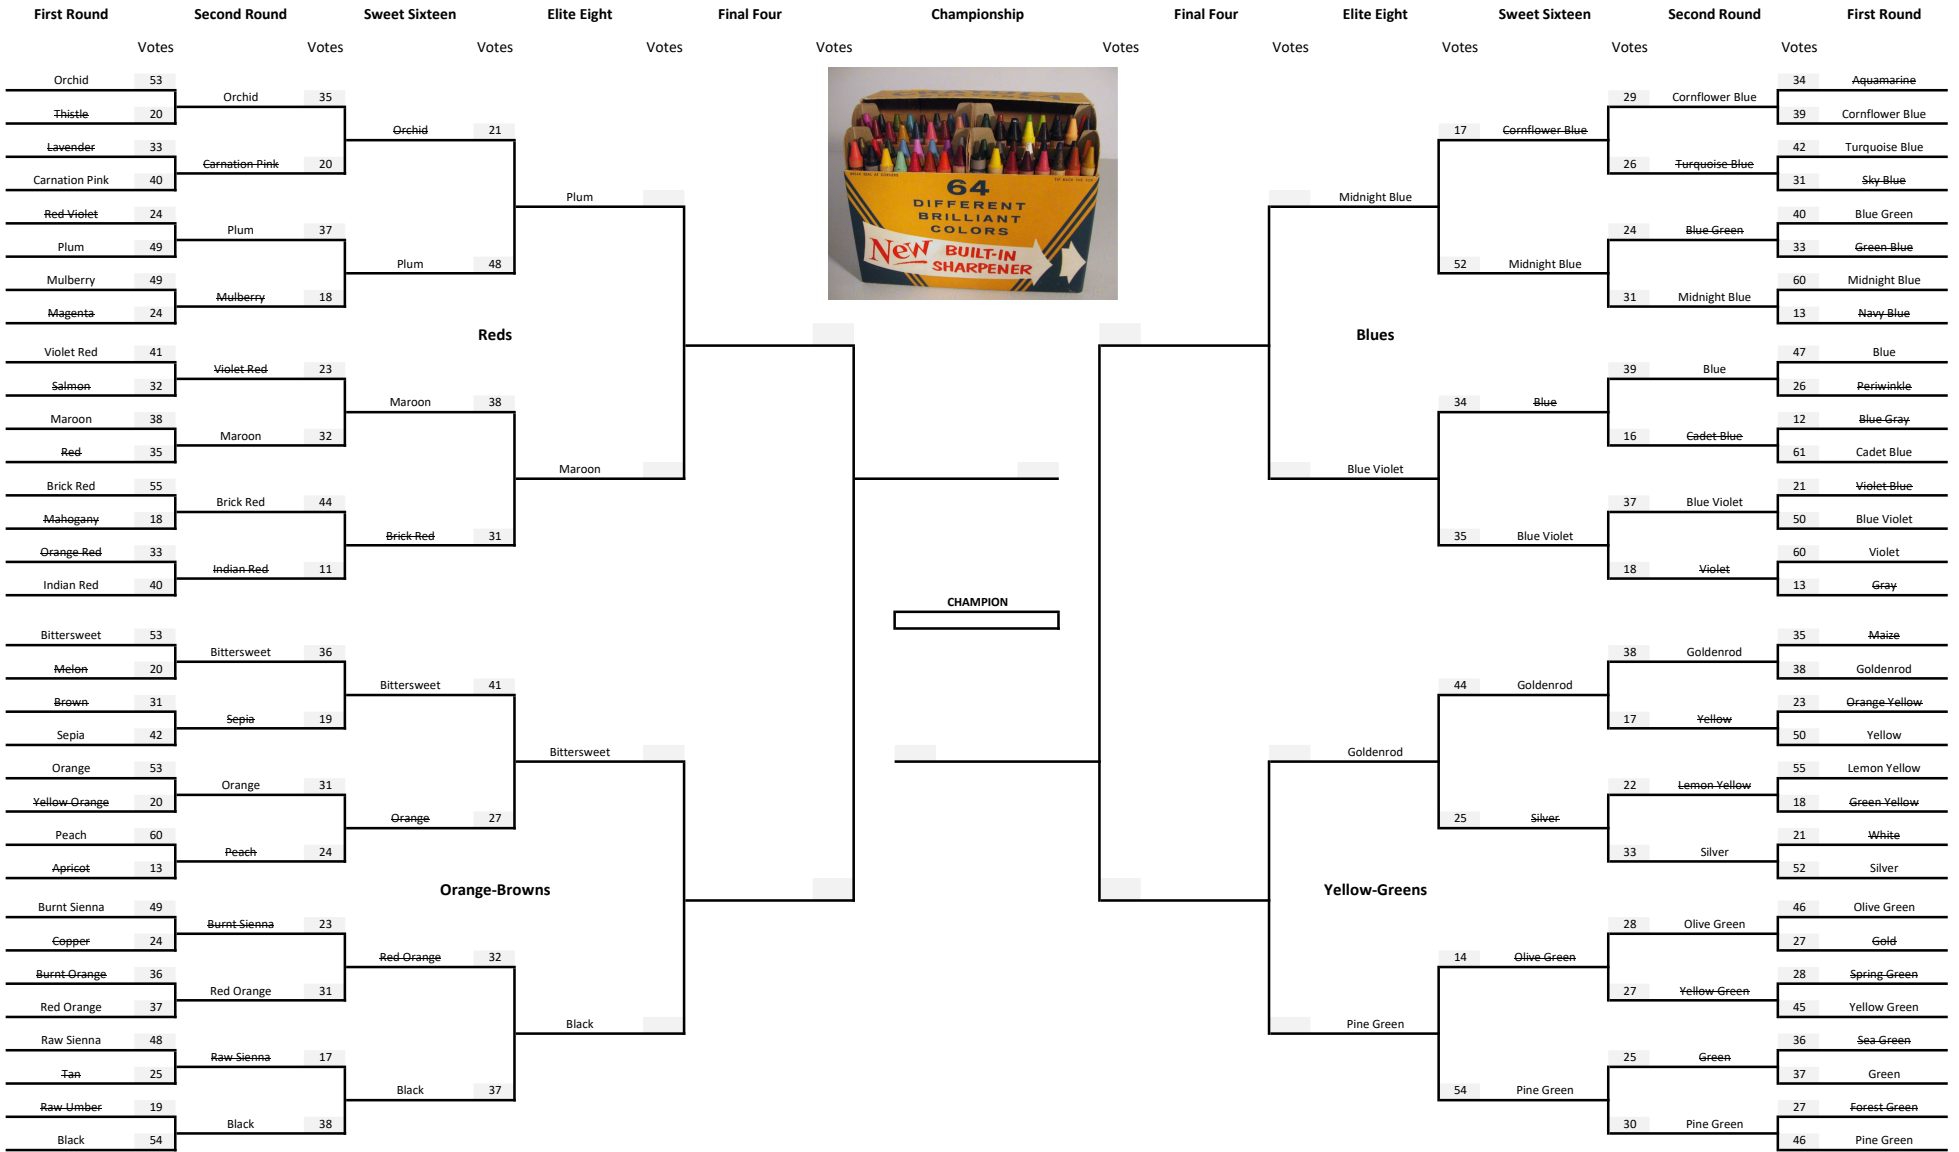 First Round Second Round Sweet Sixteen Elite Eight Final Four Championship Final Four Elite Eight Sweet Sixteen Second Round First Round
Votes Votes Votes Votes Votes Votes Votes Votes Votes Votes
Orchid 53 34 Aquamarine
Orchid 35 29 Cornflower Blue
Thistle 20 39 Cornflower Blue
Orchid 21 17 Cornflower Blue
Lavender 33 42 Turquoise Blue
Carnation Pink 20 26 Turquoise Blue
Carnation Pink 40 31 Sky Blue
64
Plum Midnight Blue
DIFFERENT
BRILLIANT
COLORS
Red Violet 24 40 Blue Green
Plum 37 24 Blue Green
Plum 49 33 Green Blue
New BUILT-IN
SHARPENER
Plum 48 52 Midnight Blue
Mulberry 49 60 Midnight Blue
Mulberry 18 31 Midnight Blue
Magenta 24 13 Navy Blue
Reds Blues
Violet Red 41 47 Blue
Violet Red 23 39 Blue
Salmon 32 26 Periwinkle
Maroon 38 34 Blue
Maroon 38 12 Blue Gray
Maroon 32 16 Cadet Blue
Red 35 61 Cadet Blue
Maroon Blue Violet
Brick Red 55 21 Violet Blue
Brick Red 44 37 Blue Violet
Mahogany 18 50 Blue Violet
Brick Red 31 35 Blue Violet
Orange Red 33 60 Violet
Indian Red 11 18 Violet
Indian Red 40 13 Gray
CHAMPION
Bittersweet 53 35 Maize
Bittersweet 36 38 Goldenrod
Melon 20 38 Goldenrod
Bittersweet 41 44 Goldenrod
Brown 31 23 Orange Yellow
Sepia 19 17 Yellow
Sepia 42 50 Yellow
Bittersweet Goldenrod
Orange 53 55 Lemon Yellow
Orange 31 22 Lemon Yellow
Yellow Orange 20 18 Green Yellow
Orange 27 25 Silver
Peach 60 21 White
Peach 24 33 Silver
Apricot 13 52 Silver
Orange-Browns Yellow-Greens
Burnt Sienna 49 46 Olive Green
Burnt Sienna 23 28 Olive Green
Copper 24 27 Gold
Red Orange 32 14 Olive Green
Burnt Orange 36 28 Spring Green
Red Orange 31 27 Yellow Green
Red Orange 37 45 Yellow Green
Black Pine Green
Raw Sienna 48 36 Sea Green
Raw Sienna 17 25 Green
Tan 25 37 Green
Black 37 54 Pine Green
Raw Umber 19 27 Forest Green
Black 38 30 Pine Green
Black 54 46 Pine Green